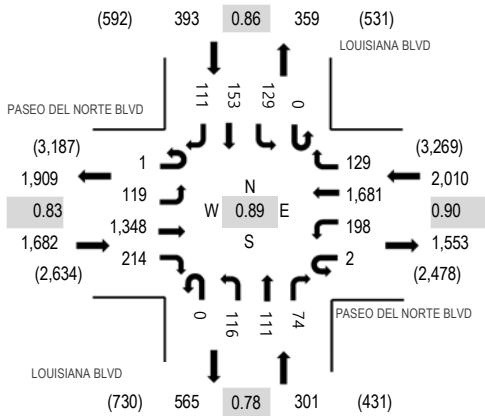 (592) 393 0.86 359 (531)
LOUISIANA BLVD
111 153 129 0
PASEO DEL NORTE BLVD
(3,187) 1 129 (3,269)
1,909 2,010
119 N 1,681
0.83 W 0.89 E 0.90
1,348 S 198
1,682 1,553
214 2
(2,634) (2,478)
0 116 111 74
PASEO DEL NORTE BLVD
LOUISIANA BLVD
(730) 565 0.78 301 (431)